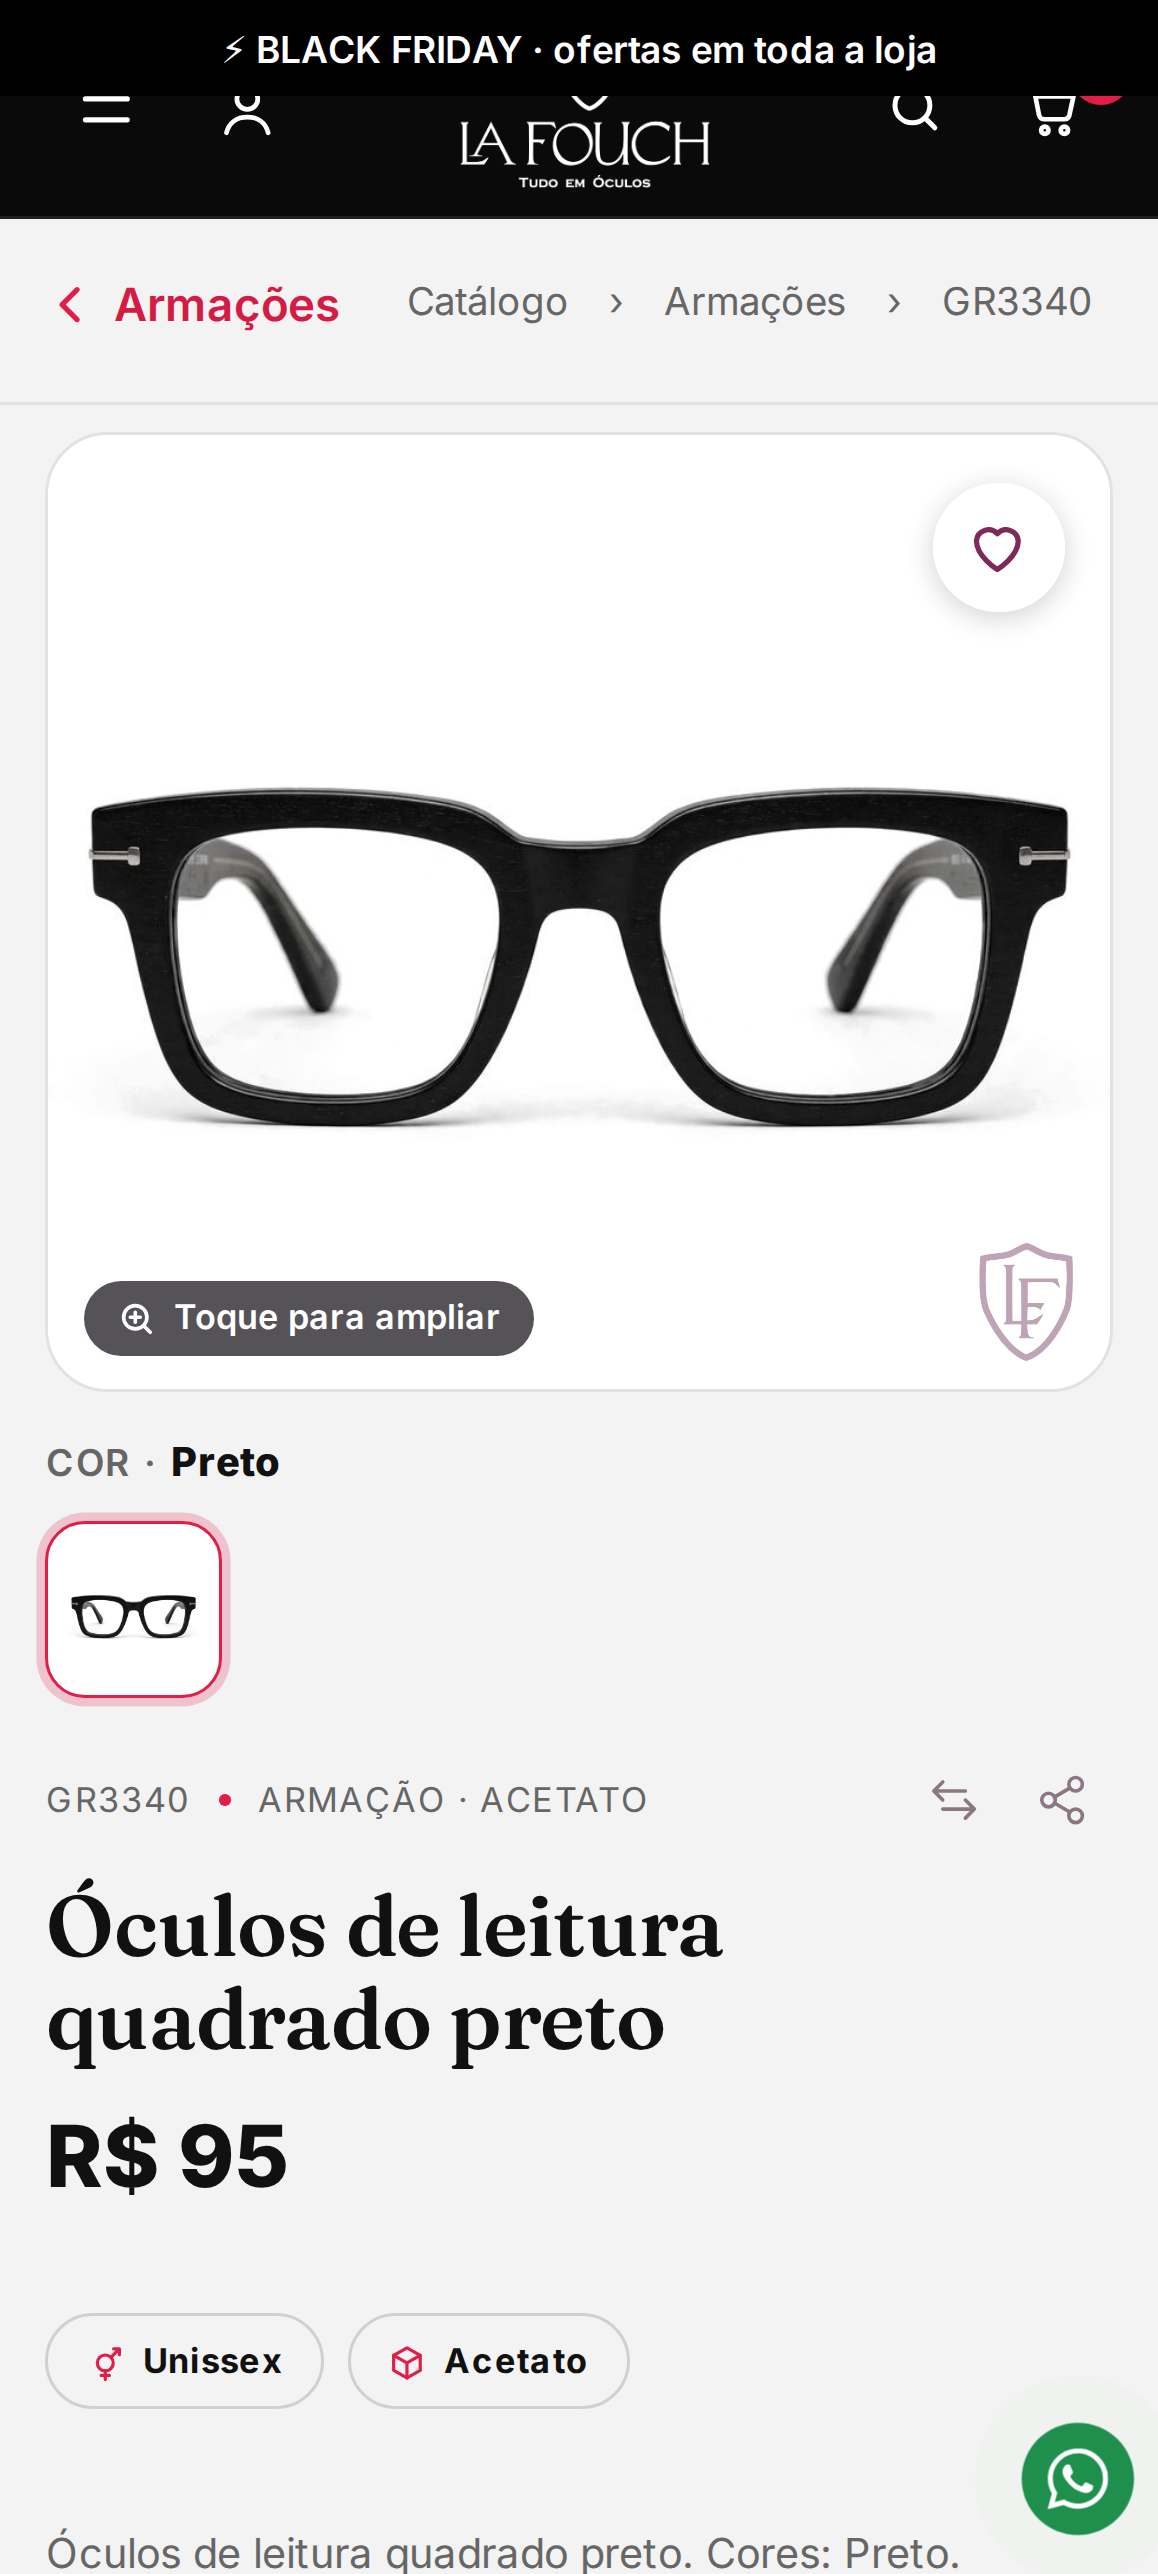 ⚡ BLACK FRIDAY · ofertas em toda a loja
LA FOUCH
TUDO EM ÓCULOS
Armações Catálogo › Armações › GR3340
LF
Toque para ampliar
COR · Preto
GR3340 • ARMAÇÃO · ACETATO
Óculos de leitura
quadrado preto
R$ 95
Unissex Acetato
Óculos de leitura quadrado preto. Cores: Preto.